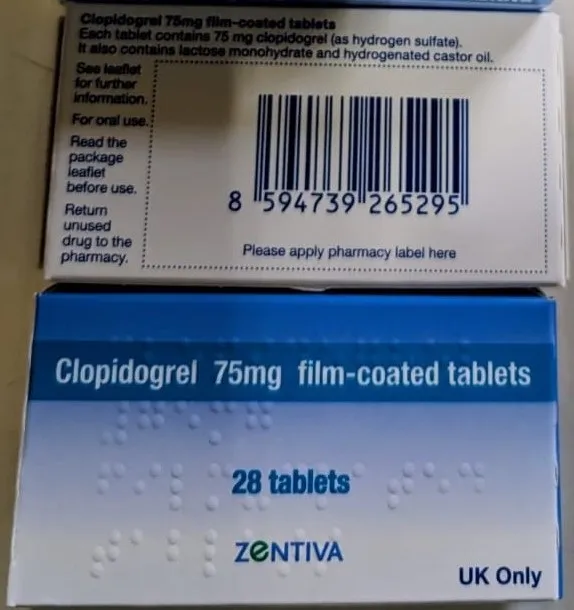 Clopidogrel 75mg film-coated tablets
Each tablet contains 75 mg clopidogrel (as hydrogen sulfate).
It also contains lactose monohydrate and hydrogenated castor oil.
See leaflet
for further
information.
For oral use.
Read the
package
leaflet
before use.
Return
unused
drug to the
pharmacy.
8 594739 265295
Please apply pharmacy label here
Clopidogrel 75mg film-coated tablets
28 tablets
ZENTIVA
UK Only